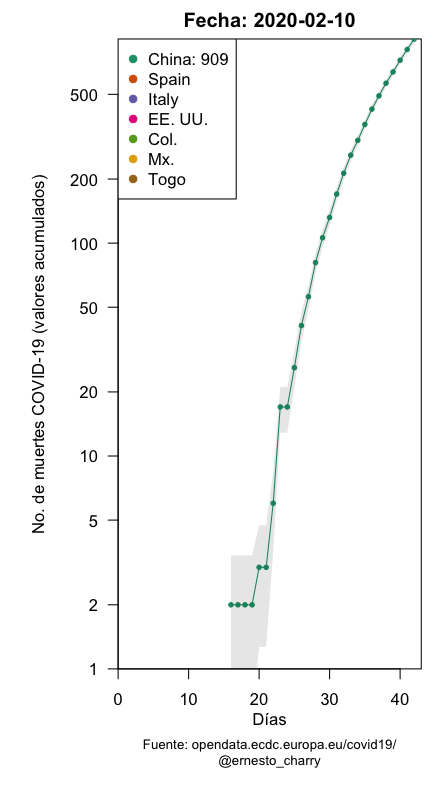 Fecha: 2020-02-10
China: 909
Spain
Italy
EE. UU.
Col.
Mx.
Togo
No. de muertes COVID-19 (valores acumulados)
500
200
100
50
20
10
5
2
1
0 10 20 30 40
Días
Fuente: opendata.ecdc.europa.eu/covid19/
@ernesto_charry